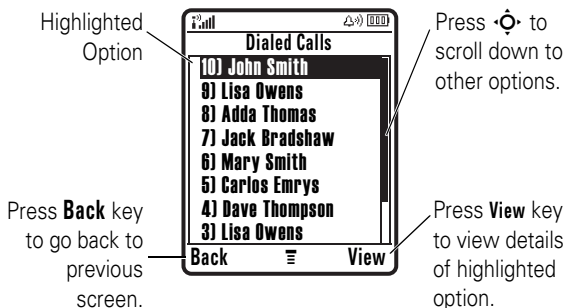 Highlighted
Option
Press to
scroll down to
other options.
Dialed Calls
10) John Smith
9) Lisa Owens
8) Adda Thomas
7) Jack Bradshaw
6) Mary Smith
5) Carlos Emrys
4) Dave Thompson
3) Lisa Owens
Back View
Press Back key
to go back to
previous
screen.
Press View key
to view details
of highlighted
option.